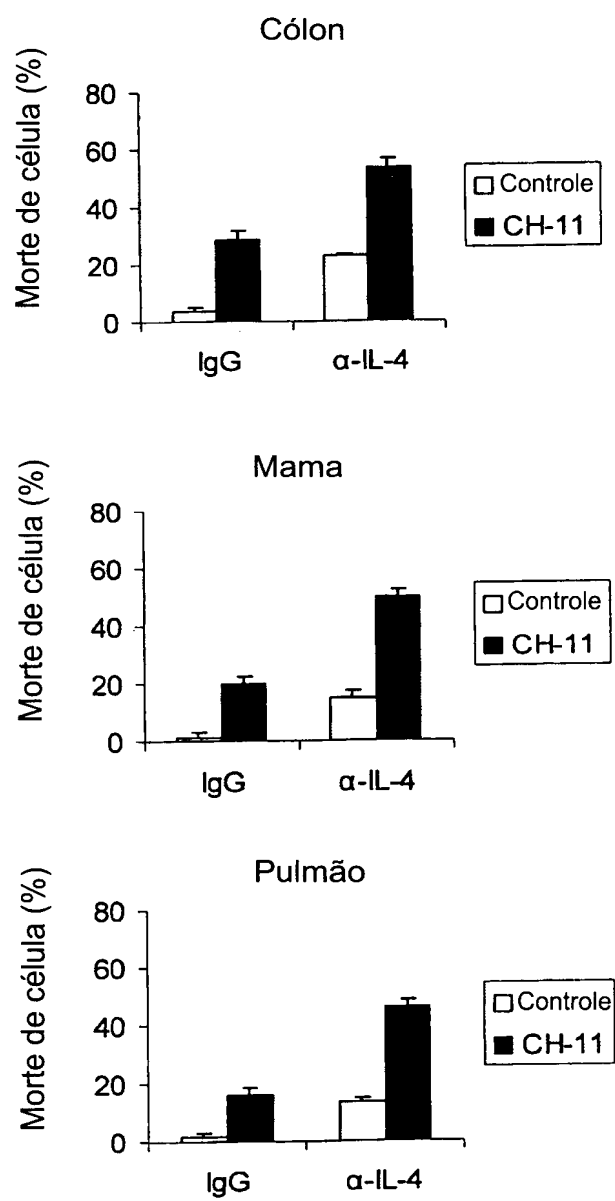 Cólon
Morte de célula (%)
80
60
40
20
0
IgG
α-IL-4
Controle
CH-11
Mama
Morte de célula (%)
80
60
40
20
0
IgG
α-IL-4
Controle
CH-11
Pulmão
Morte de célula (%)
80
60
40
20
0
IgG
α-IL-4
Controle
CH-11